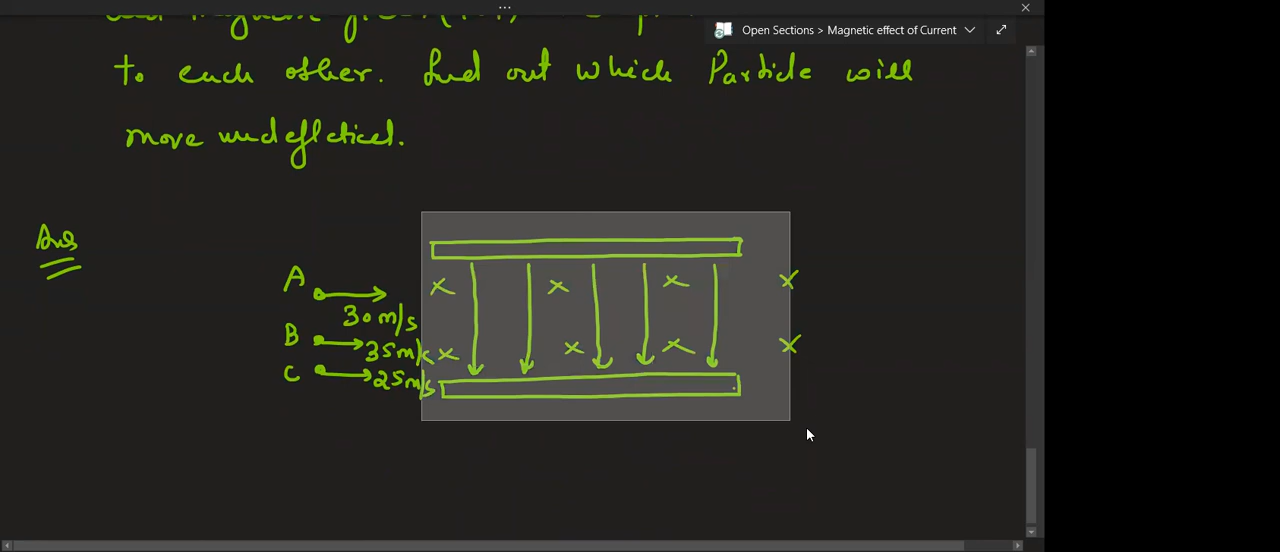 Open Sections > Magnetic effect of Current
to each other. find out which Particle will
move undeflected.
Ans
A
30 m/s
B
35 m/s
C
25 m/s